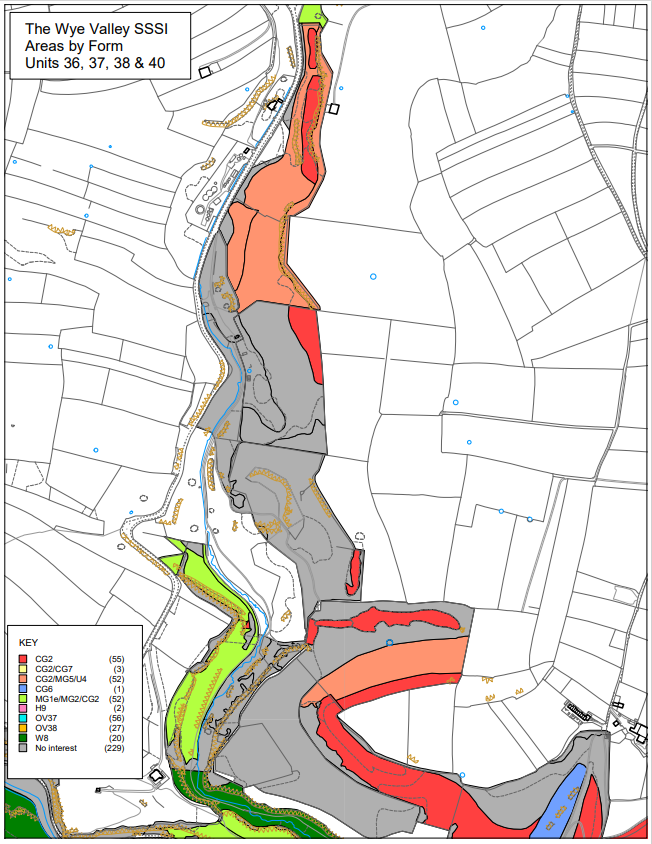 The Wye Valley SSSI
Areas by Form
Units 36, 37, 38 & 40
KEY
CG2 (55)
CG2/CG7 (3)
CG2/MG5/U4 (52)
CG6 (1)
MG1e/MG2/CG2 (52)
H9 (2)
OV37 (56)
OV38 (27)
W8 (20)
No interest (229)